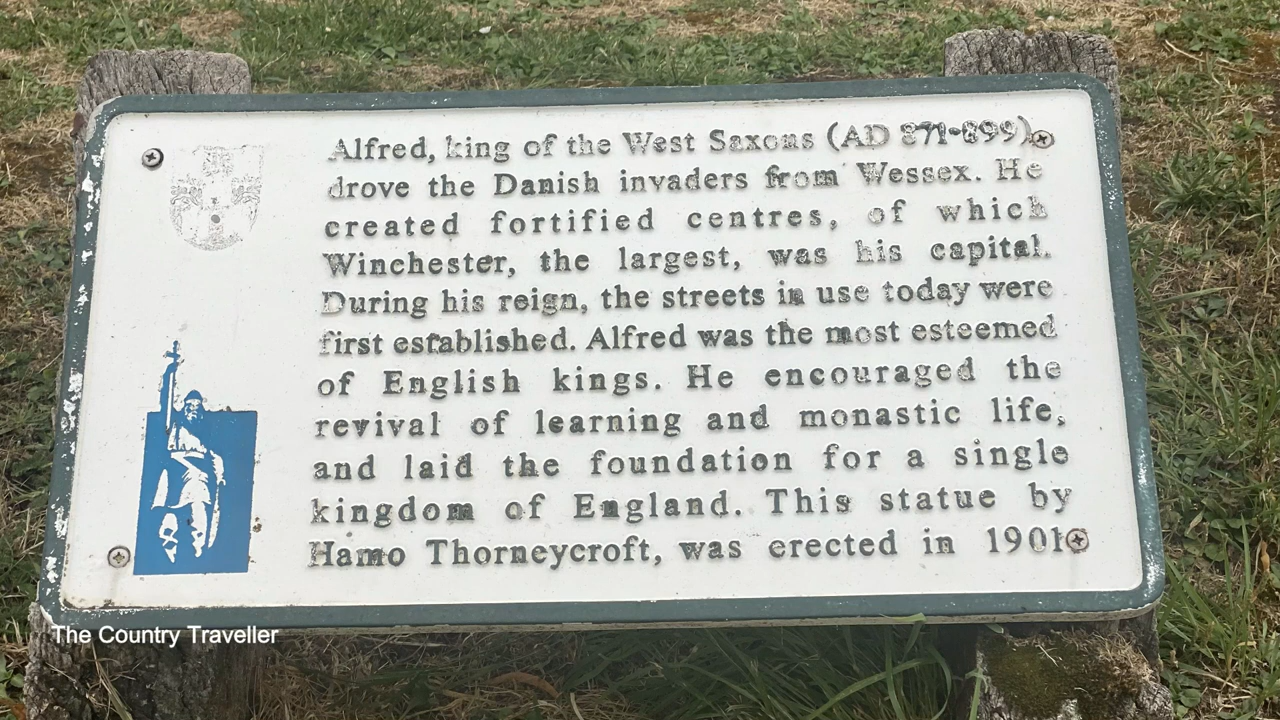 Alfred, king of the West Saxons (AD 871-899),
drove the Danish invaders from Wessex. He
created fortified centres, of which
Winchester, the largest, was his capital.
During his reign, the streets in use today were
first established. Alfred was the most esteemed
of English kings. He encouraged the
revival of learning and monastic life,
and laid the foundation for a single
kingdom of England. This statue by
Hamo Thorneycroft, was erected in 1901
The Country Traveller